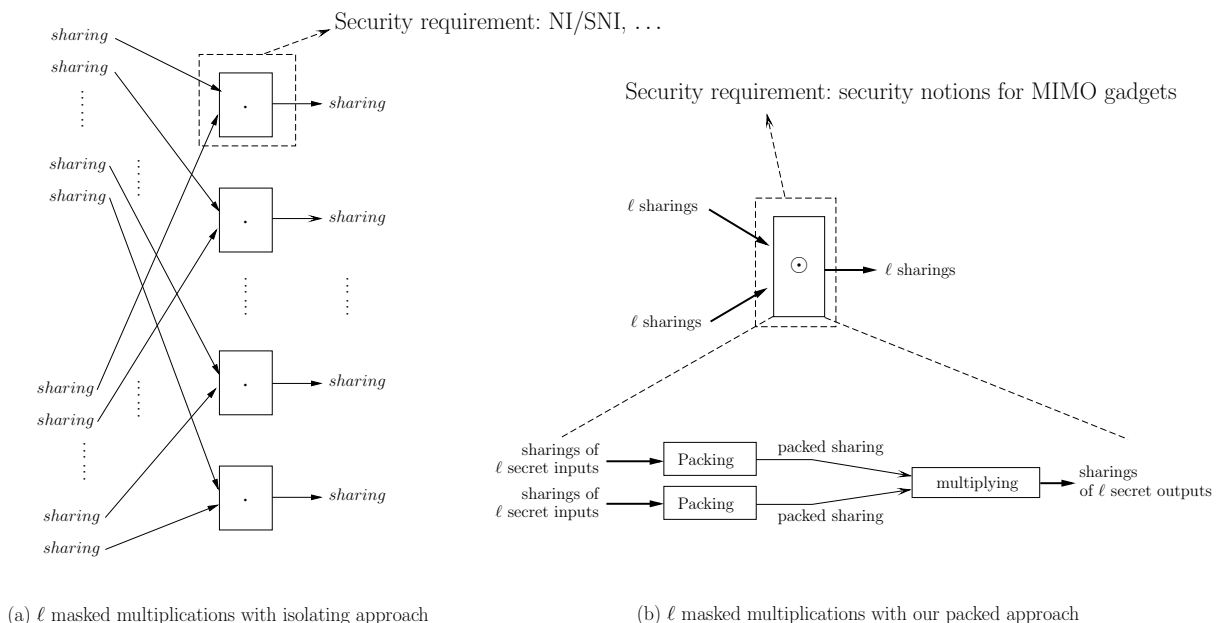 Security requirement: NI/SNI, …
sharing
sharing
·
sharing
sharing
sharing
·
sharing
sharing
sharing
·
sharing
sharing
sharing
·
sharing
(a) ℓ masked multiplications with isolating approach
Security requirement: security notions for MIMO gadgets
ℓ sharings
⊙
ℓ sharings
ℓ sharings
sharings of
ℓ secret inputs
Packing
packed sharing
sharings of
ℓ secret inputs
Packing
packed sharing
multiplying
sharings
of ℓ secret outputs
(b) ℓ masked multiplications with our packed approach